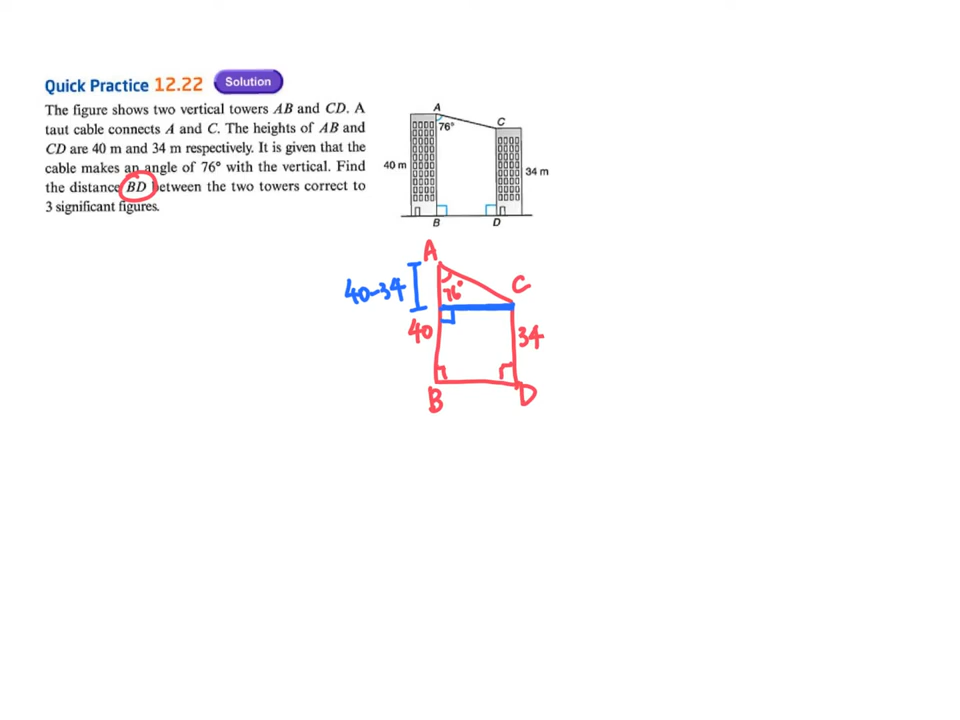 Quick Practice 12.22 Solution
The figure shows two vertical towers AB and CD. A
taut cable connects A and C. The heights of AB and
CD are 40 m and 34 m respectively. It is given that the
cable makes an angle of 76° with the vertical. Find
the distance BD between the two towers correct to
3 significant figures.
A
76°
C
40 m
34 m
B
D
A
40-34
76°
C
40
34
B
D